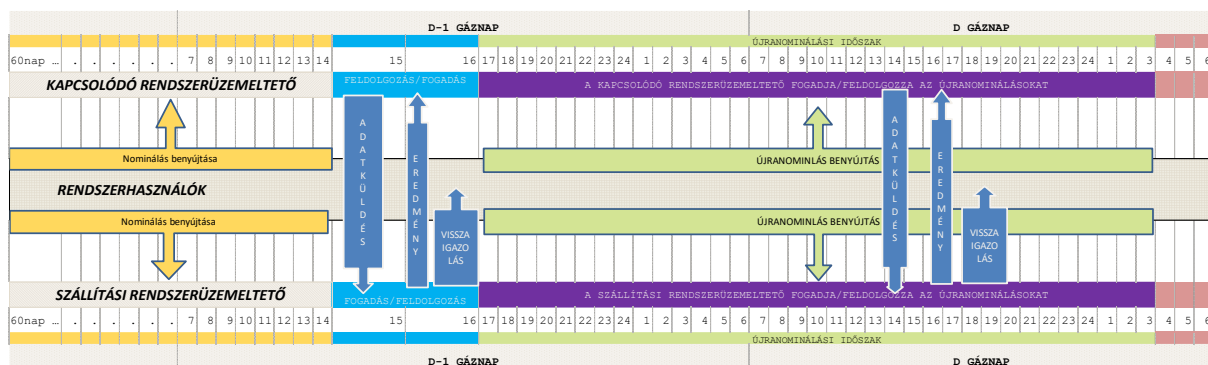 D-1 GÁZNAP D GÁZNAP
ÚJRANOMINÁLÁSI IDŐSZAK
60nap … . . . . . . 7 8 9 10 11 12 13 14 15 16 17 18 19 20 21 22 23 24 1 2 3 4 5 6 7 8 9 10 11 12 13 14 15 16 17 18 19 20 21 22 23 24 1 2 3 4 5 6
KAPCSOLÓDÓ RENDSZERÜZEMELTETŐ FELDOLGOZÁS/FOGADÁS A KAPCSOLÓDÓ RENDSZERÜZEMELTETŐ FOGADJA/FELDOLGOZZA AZ ÚJRANOMINÁLÁSOKAT
Nominálás benyújtása ÚJRANOMINLÁS BENYÚJTÁS
RENDSZERHASZNÁLÓK
ADATKÜLDÉS
EREDMÉNY
VISSZA
IGAZO
LÁS
ADATKÜLDÉS
EREDMÉNY
VISSZA
IGAZO
LÁS
Nominálás benyújtása ÚJRANOMINLÁS BENYÚJTÁS
SZÁLLÍTÁSI RENDSZERÜZEMELTETŐ FOGADÁS/FELDOLGOZÁS A SZÁLLÍTÁSI RENDSZERÜZEMELTETŐ FOGADJA/FELDOLGOZZA AZ ÚJRANOMINÁLÁSOKAT
60nap … . . . . . . 7 8 9 10 11 12 13 14 15 16 17 18 19 20 21 22 23 24 1 2 3 4 5 6 7 8 9 10 11 12 13 14 15 16 17 18 19 20 21 22 23 24 1 2 3 4 5 6
ÚJRANOMINÁLÁSI IDŐSZAK
D-1 GÁZNAP D GÁZNAP